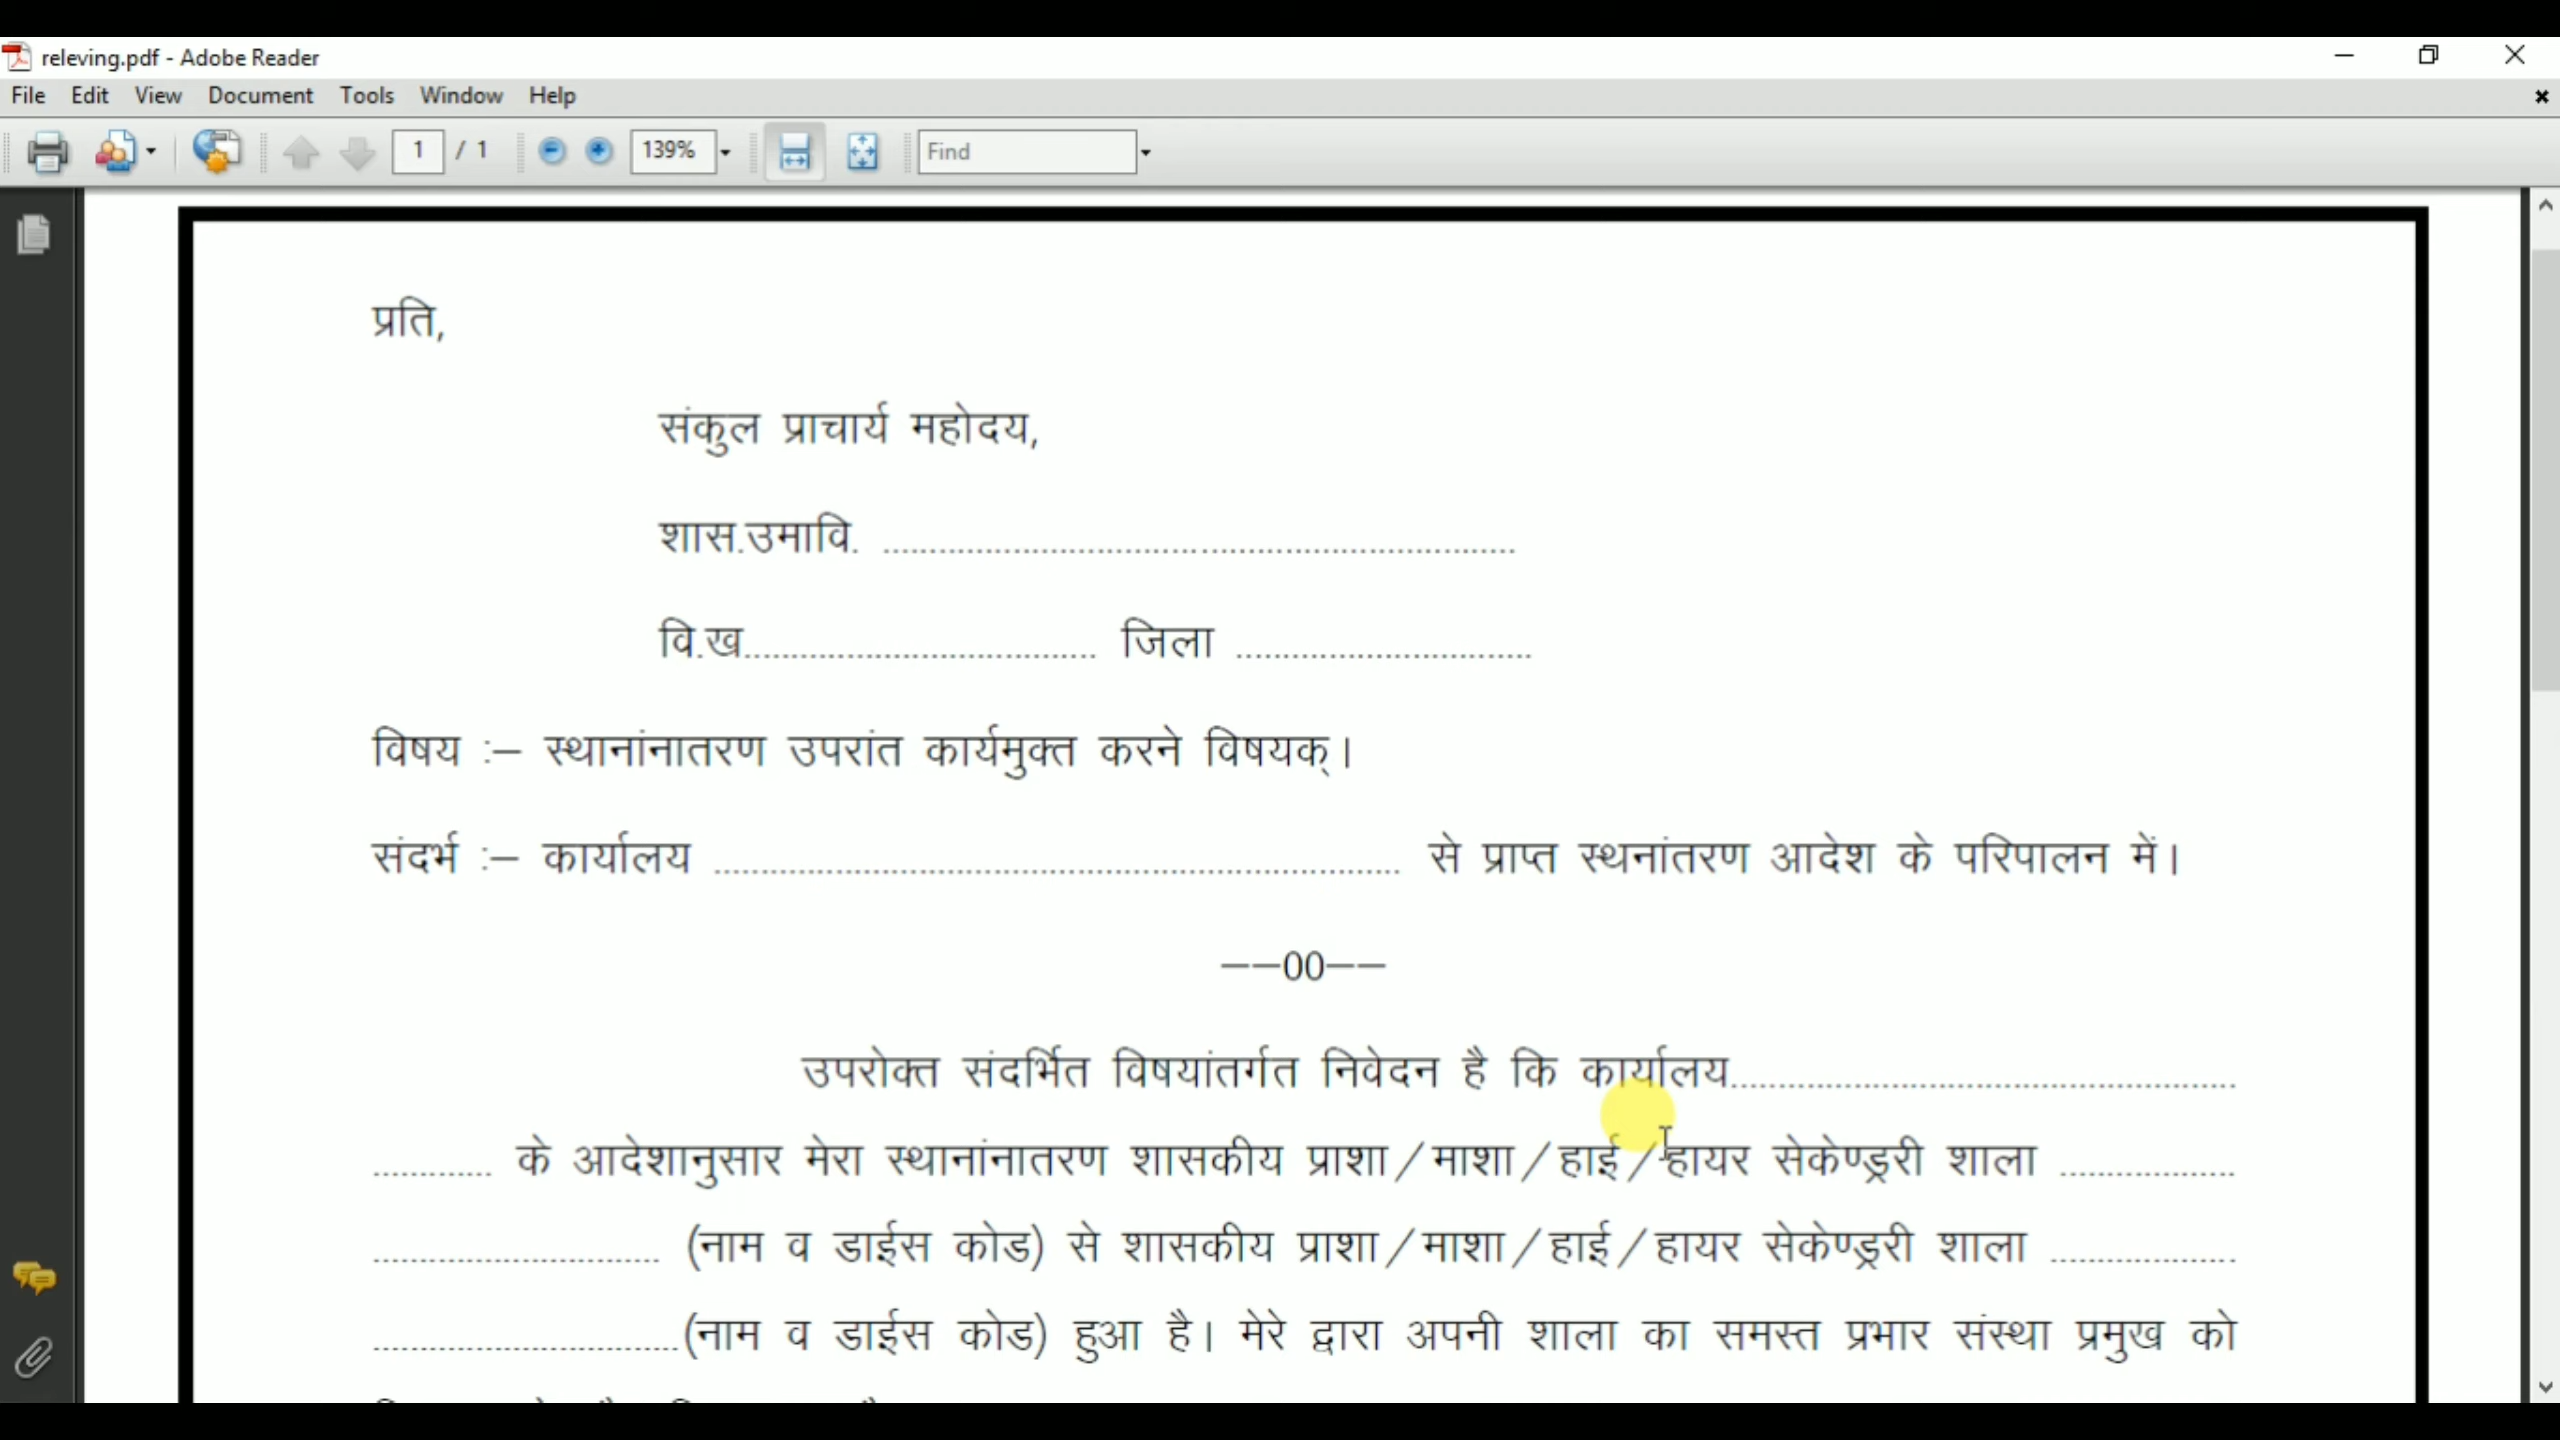 releving.pdf - Adobe Reader
File Edit View Document Tools Window Help
1 / 1 139% Find
प्रति,
संकुल प्राचार्य महोदय,
शास.उमावि. ....................................................................
वि.ख...................................... जिला ................................
विषय :– स्थानांनातरण उपरांत कार्यमुक्त करने विषयक्।
संदर्भ :– कार्यालय .......................................................................... से प्राप्त स्थनांतरण आदेश के परिपालन में।
––00––
उपरोक्त संदर्भित विषयांतर्गत निवेदन है कि कार्यालय......................................................
............. के आदेशानुसार मेरा स्थानांनातरण शासकीय प्राशा/माशा/हाई/हायर सेकेण्ड्री शाला ...................
............................... (नाम व डाईस कोड) से शासकीय प्राशा/माशा/हाई/हायर सेकेण्ड्री शाला ....................
.................................(नाम व डाईस कोड) हुआ है। मेरे द्वारा अपनी शाला का समस्त प्रभार संस्था प्रमुख को